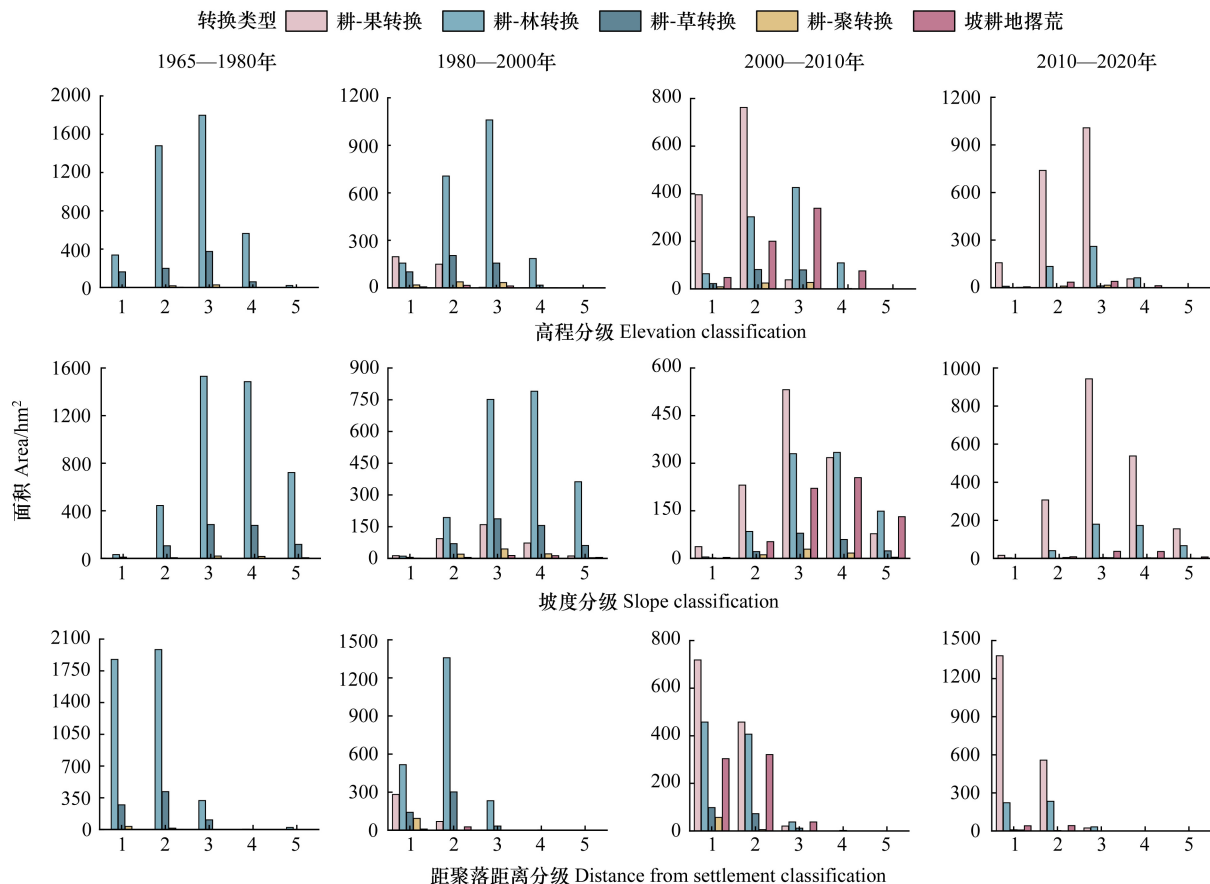 转换类型 耕-果转换 耕-林转换 耕-草转换 耕-聚转换 坡耕地撂荒
1965—1980年 1980—2000年 2000—2010年 2010—2020年
2000 1600 1200 800 400 0
1 2 3 4 5
1200 900 600 300 0
1 2 3 4 5
800 600 400 200 0
1 2 3 4 5
1200 900 600 300 0
1 2 3 4 5
高程分级 Elevation classification
面积 Area/hm²
1600 1200 800 400 0
1 2 3 4 5
900 750 600 450 300 150 0
1 2 3 4 5
600 450 300 150 0
1 2 3 4 5
1000 800 600 400 200 0
1 2 3 4 5
坡度分级 Slope classification
2100 1750 1400 1050 700 350 0
1 2 3 4 5
1500 1200 900 600 300 0
1 2 3 4 5
800 600 400 200 0
1 2 3 4 5
1500 1200 900 600 300 0
1 2 3 4 5
距聚落距离分级 Distance from settlement classification